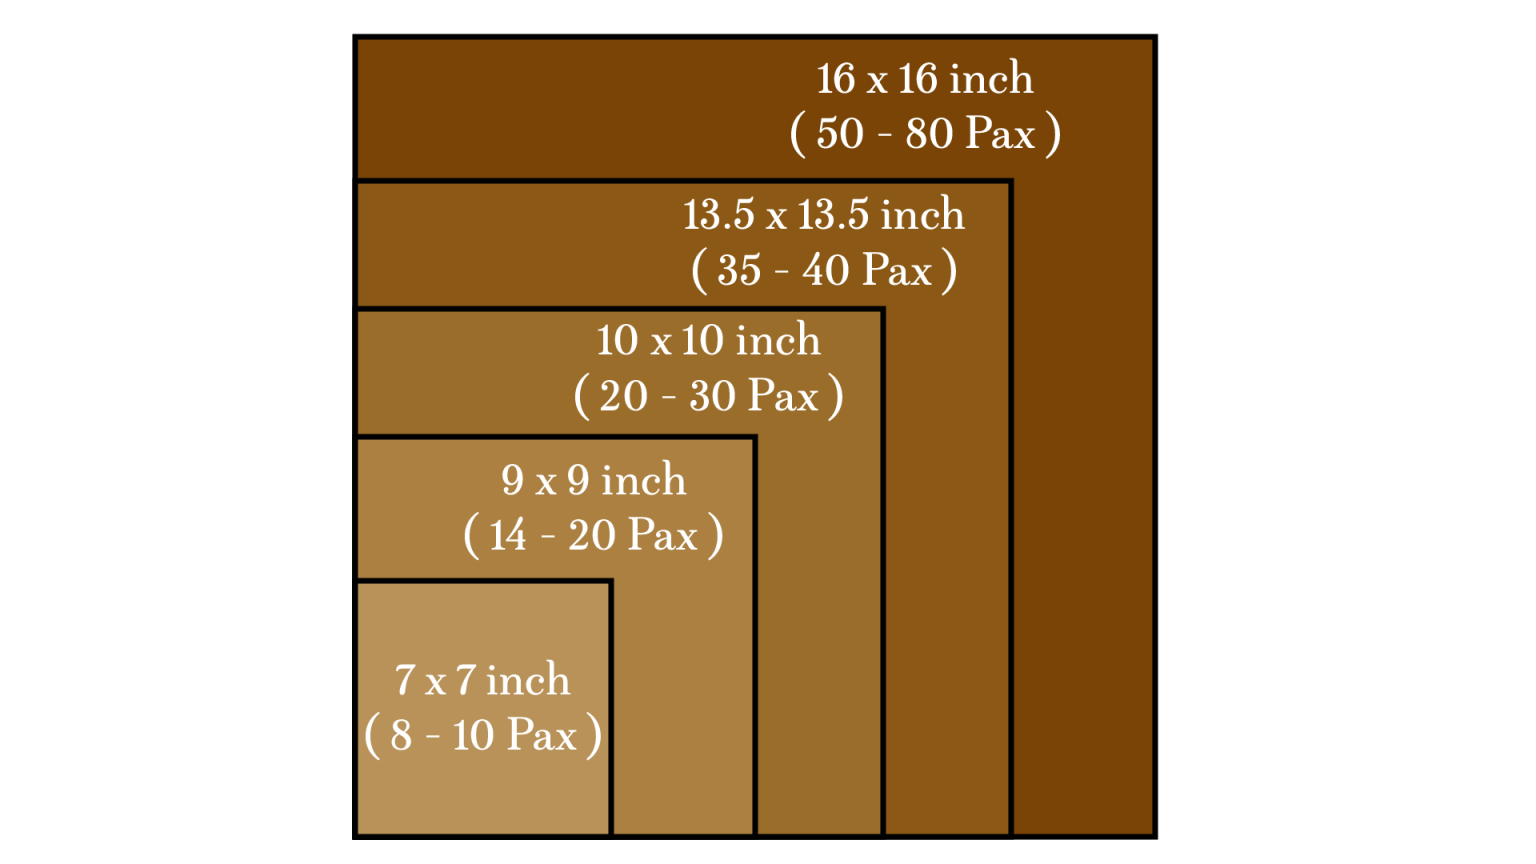 16 x 16 inch
( 50 - 80 Pax )
13.5 x 13.5 inch
( 35 - 40 Pax )
10 x 10 inch
( 20 - 30 Pax )
9 x 9 inch
( 14 - 20 Pax )
7 x 7 inch
( 8 - 10 Pax )